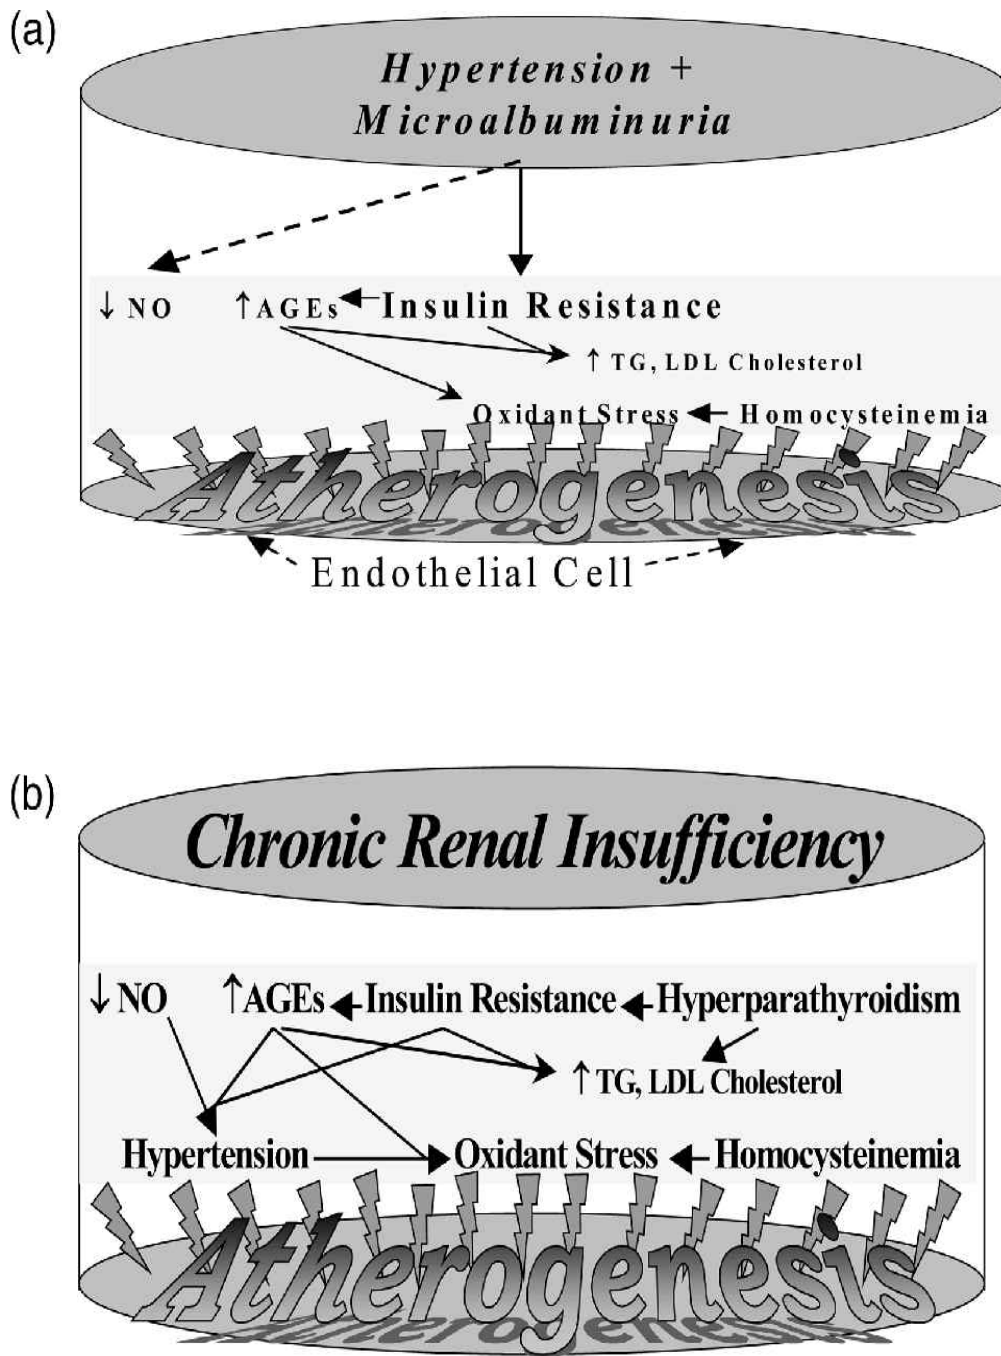 (a)
Hypertension +
Microalbuminuria
↓ NO ↑ AGEs Insulin Resistance
↑ TG, LDL Cholesterol
Oxidant Stress Homocysteinemia
Atherogenesis
Endothelial Cell
(b)
Chronic Renal Insufficiency
↓ NO ↑ AGEs Insulin Resistance Hyperparathyroidism
↑ TG, LDL Cholesterol
Hypertension Oxidant Stress Homocysteinemia
Atherogenesis